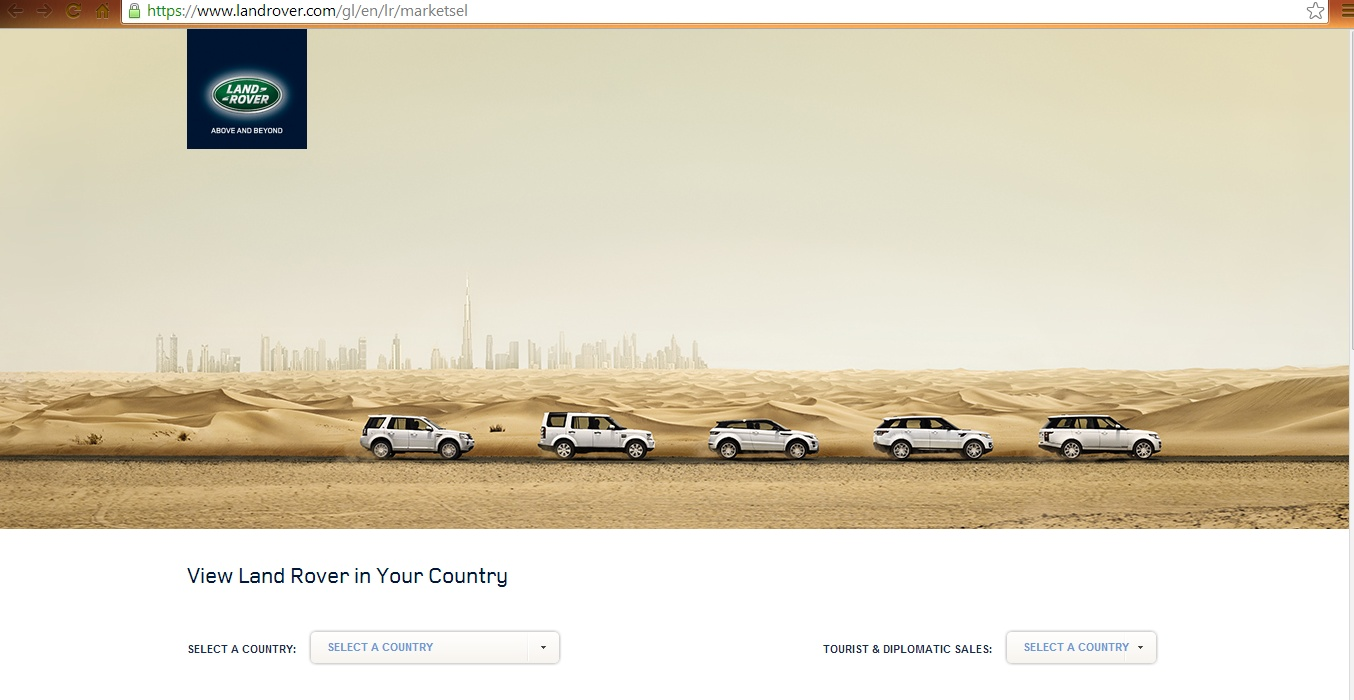 https://www.landrover.com/gl/en/lr/marketsel
LAND
ROVER
ABOVE AND BEYOND
View Land Rover in Your Country
SELECT A COUNTRY: SELECT A COUNTRY
TOURIST & DIPLOMATIC SALES: SELECT A COUNTRY